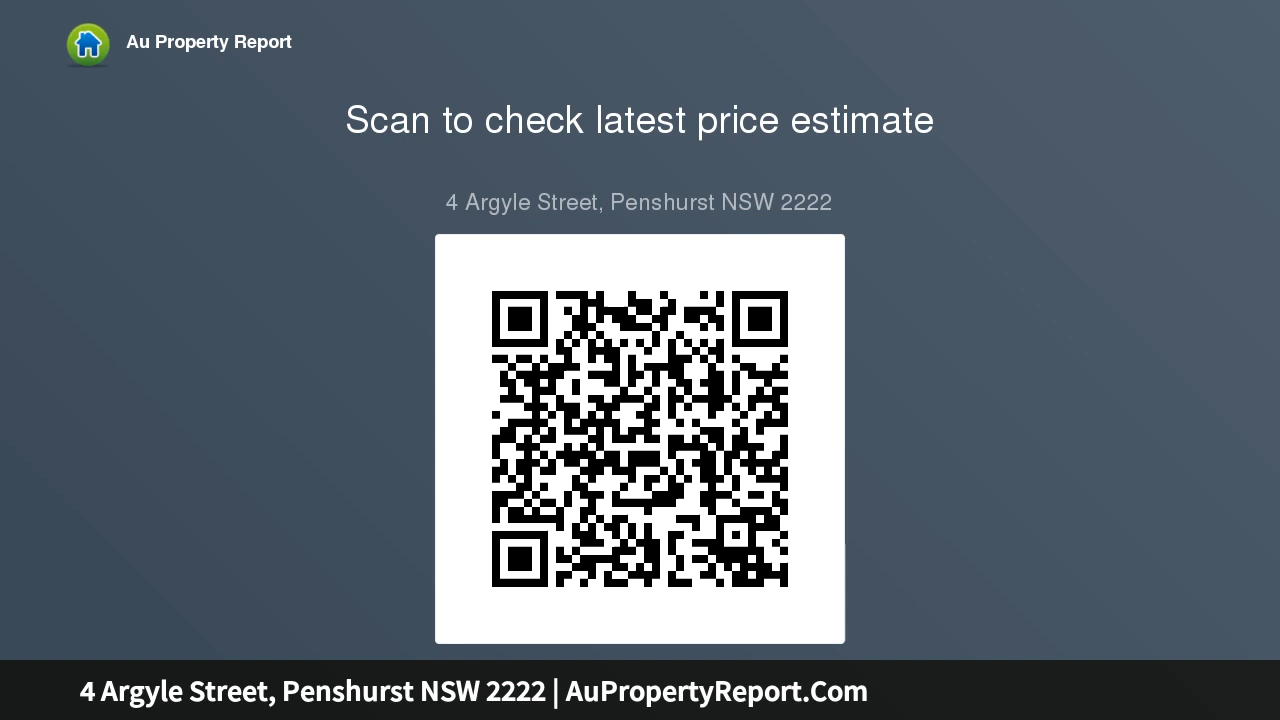 Au Property Report
Scan to check latest price estimate
4 Argyle Street, Penshurst NSW 2222
4 Argyle Street, Penshurst NSW 2222 | AuPropertyReport.Com